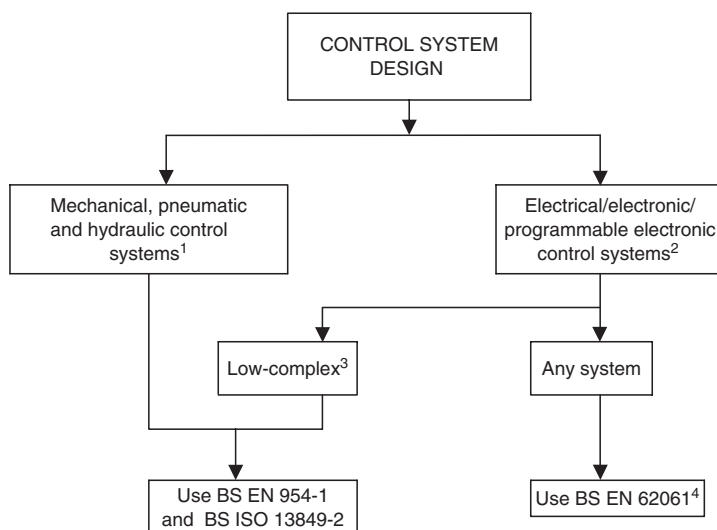 CONTROL SYSTEM
DESIGN
Mechanical, pneumatic
and hydraulic control
systems¹
Electrical/electronic/
programmable electronic
control systems²
Low-complex³
Any system
Use BS EN 954-1
and BS ISO 13849-2
Use BS EN 62061⁴